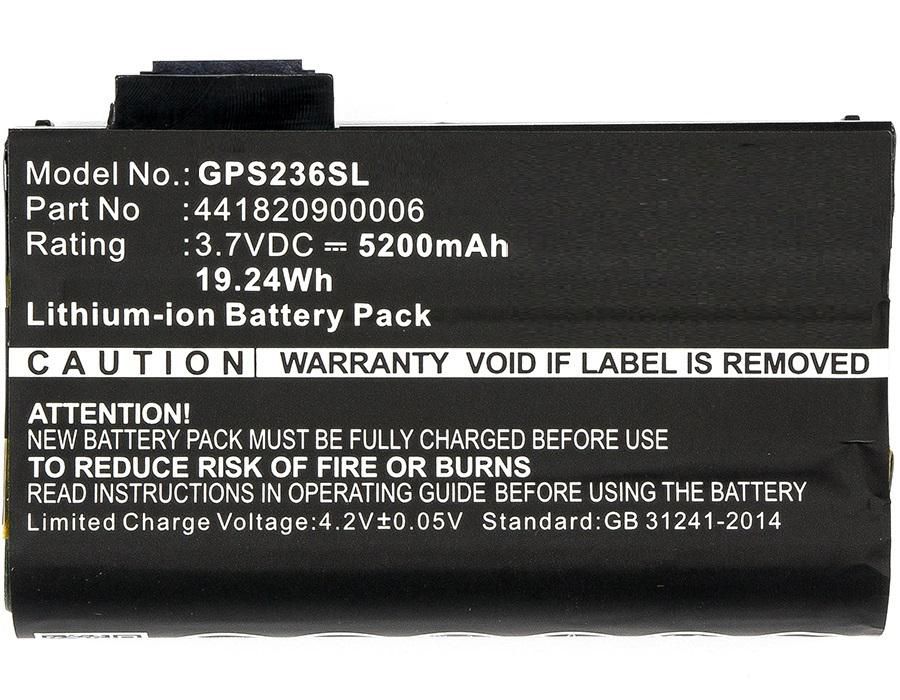 Model No.: GPS236SL
Part No :441820900006
Rating :3.7VDC ⎓ 5200mAh
19.24Wh
Lithium-ion Battery Pack
CAUTION WARRANTY VOID IF LABEL IS REMOVED
ATTENTION!
NEW BATTERY PACK MUST BE FULLY CHARGED BEFORE USE
TO REDUCE RISK OF FIRE OR BURNS
READ INSTRUCTIONS IN OPERATING GUIDE BEFORE USING THE BATTERY
Limited Charge Voltage:4.2V±0.05V Standard:GB 31241-2014